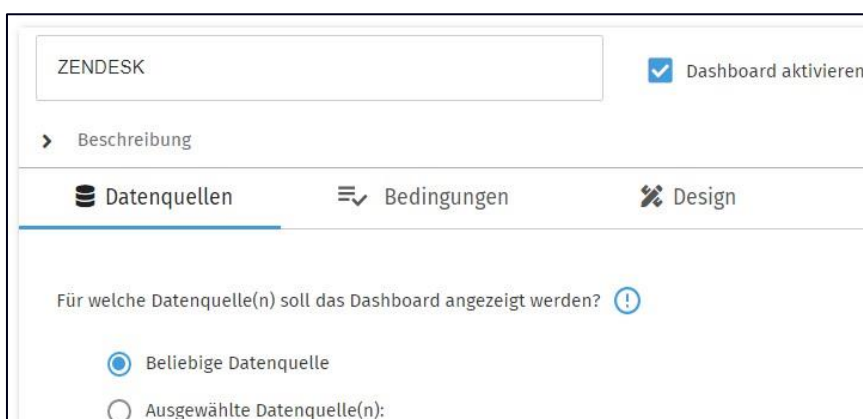 ZENDESK
Dashboard aktivieren
Beschreibung
Datenquellen Bedingungen Design
Für welche Datenquelle(n) soll das Dashboard angezeigt werden?
Beliebige Datenquelle
Ausgewählte Datenquelle(n):